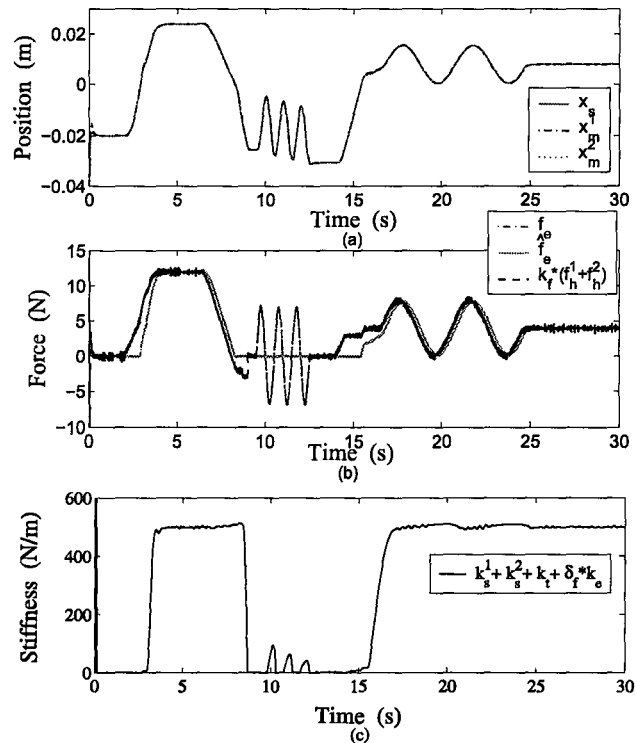 Position (m)
0.02
0
−0.02
−0.04
0 5 10 15 20 25 30
x_s
x_m^1
x_m^2
Time (s)
(a)
f_e
f̂_e
k_f*(f_h^1+f_h^2)
Force (N)
15
10
5
0
−5
−10
0 5 10 15 20 25 30
Time (s)
(b)
Stiffness (N/m)
600
400
200
0
0 5 10 15 20 25 30
k_s^1+k_s^2+k_t+δ_f*k_e
Time (s)
(c)